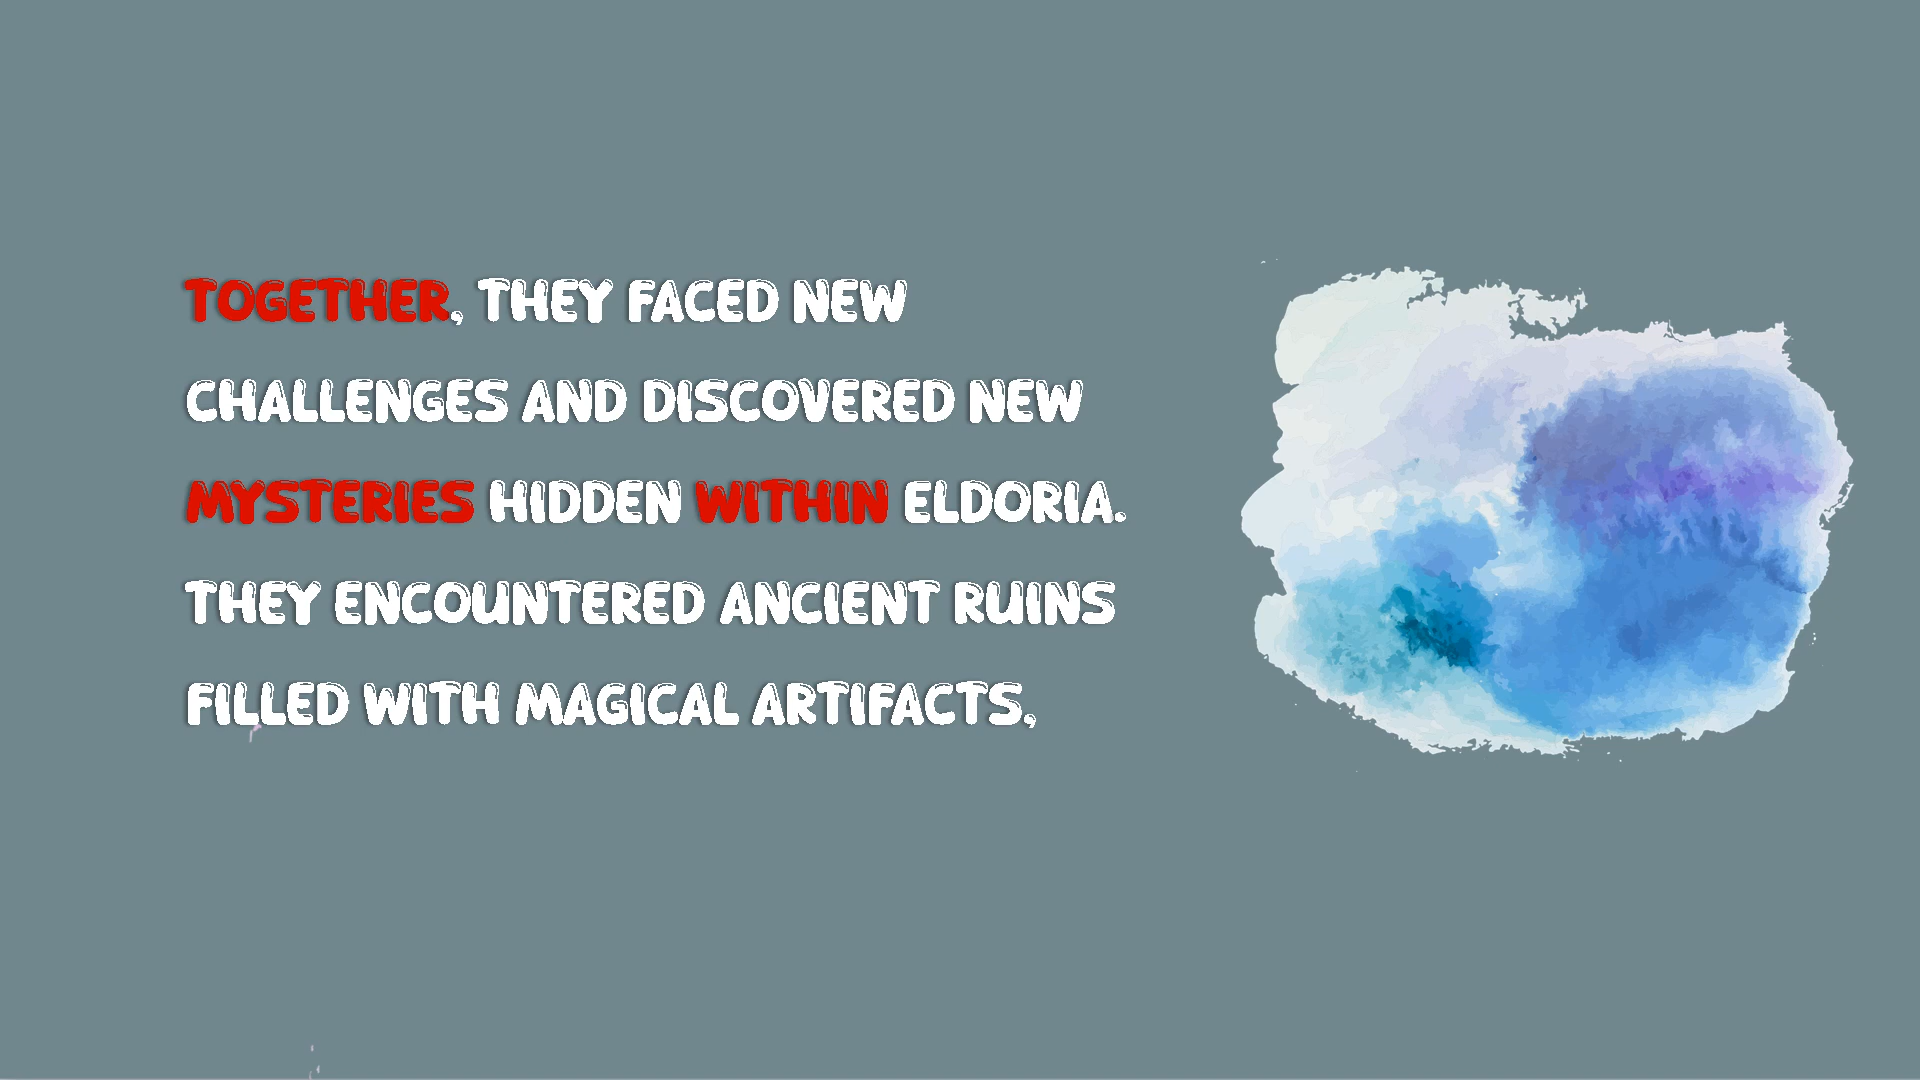 TOGETHER, THEY FACED NEW
CHALLENGES AND DISCOVERED NEW
MYSTERIES HIDDEN WITHIN ELDORIA.
THEY ENCOUNTERED ANCIENT RUINS
FILLED WITH MAGICAL ARTIFACTS,